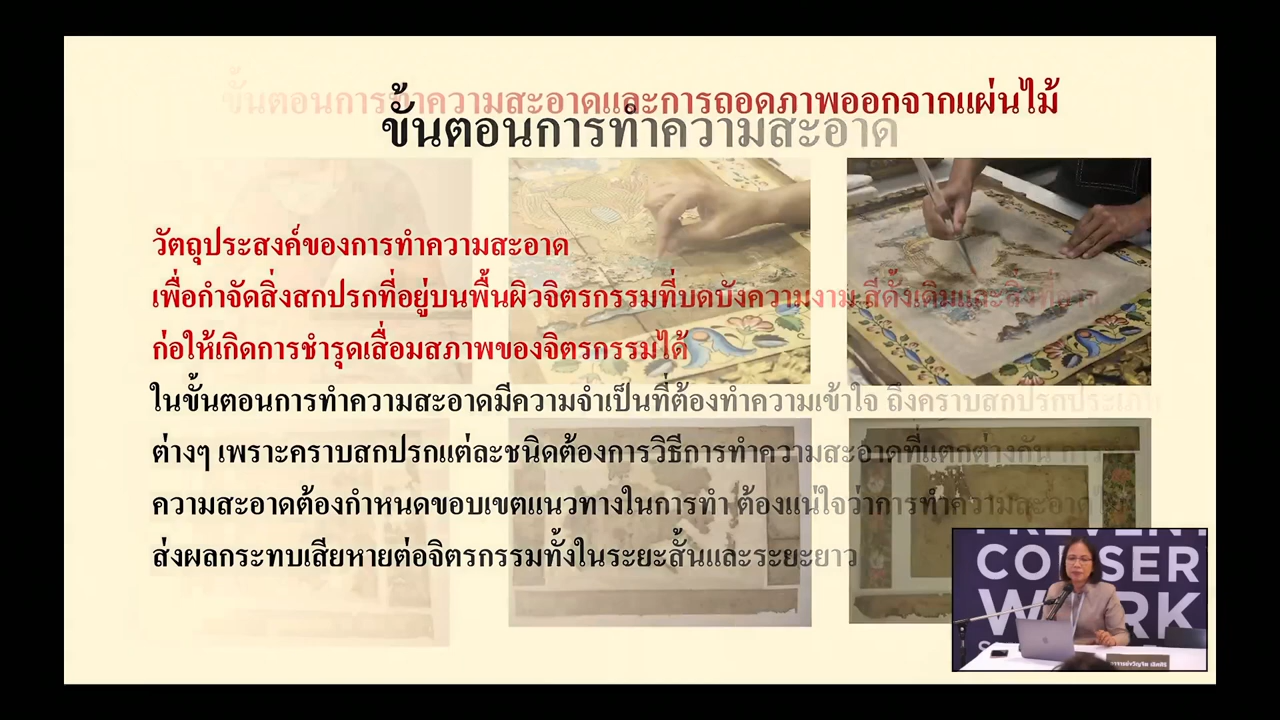 ขั้นตอนการทำความสะอาดและการถอดภาพออกจากแผ่นไม้
ขั้นตอนการทำความสะอาด
วัตถุประสงค์ของการทำความสะอาด
เพื่อกำจัดสิ่งสกปรกที่อยู่บนพื้นผิวจิตรกรรมที่บดบังความงาม สีดั้งเดิมและ
ก่อให้เกิดการชำรุดเสื่อมสภาพของจิตรกรรมได้
ในขั้นตอนการทำความสะอาดมีความจำเป็นที่ต้องทำความเข้าใจ ถึงคราบสกปรกประเภท
ต่างๆ เพราะคราบสกปรกแต่ละชนิดต้องการวิธีการทำความสะอาดที่แตกต่างกัน
ความสะอาดต้องกำหนดขอบเขตแนวทางในการทำ ต้องแน่ใจว่าการทำความสะอาด
ส่งผลกระทบเสียหายต่อจิตรกรรมทั้งในระยะสั้นและระยะยาว